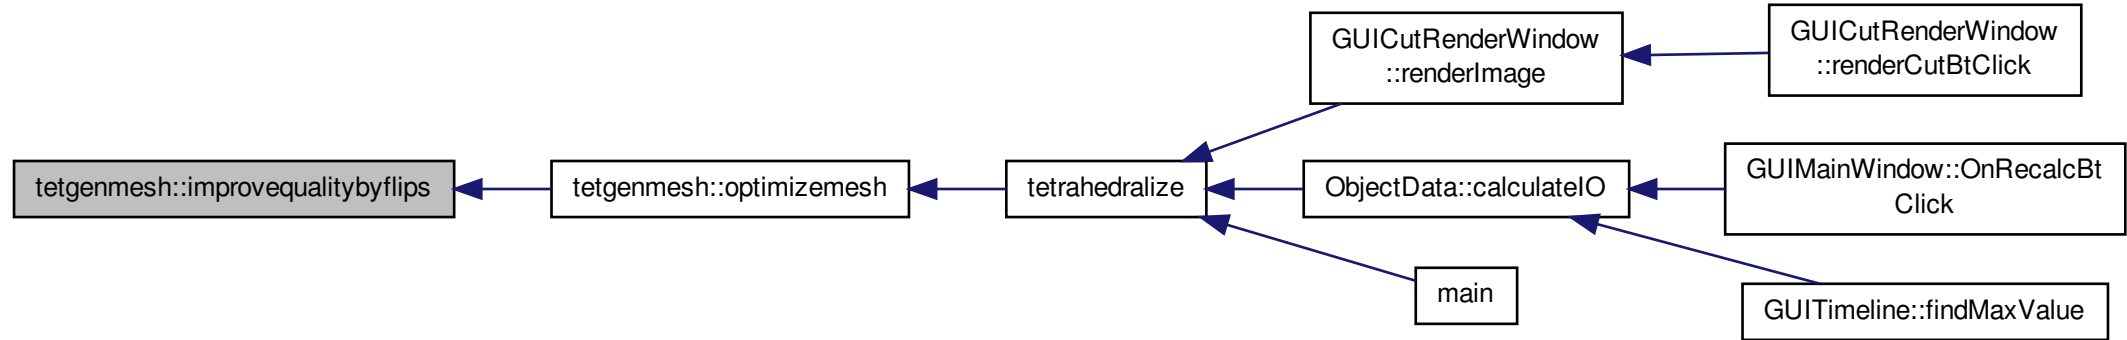 GUICutRenderWindow
::renderImage
GUICutRenderWindow
::renderCutBtClick
tetgenmesh::improvequalitybyflips
tetgenmesh::optimizemesh
tetrahedralize
ObjectData::calculateIO
GUIMainWindow::OnRecalcBt
Click
main
GUITimeline::findMaxValue